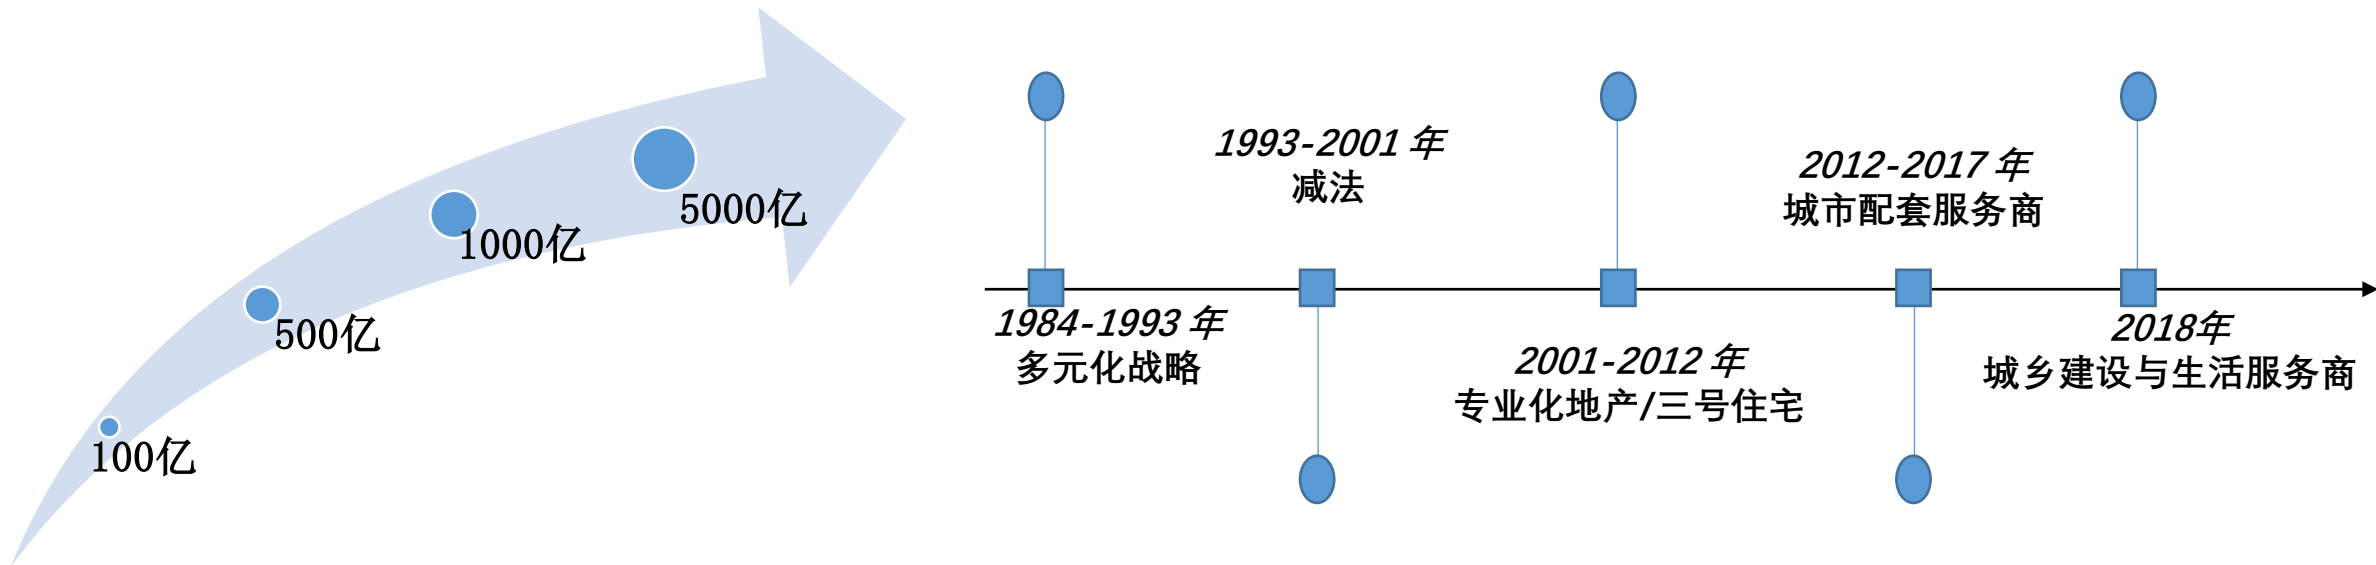 100亿
500亿
1000亿
5000亿
1984-1993 年
多元化战略
1993-2001 年
减法
2001-2012 年
专业化地产/三号住宅
2012-2017 年
城市配套服务商
2018年
城乡建设与生活服务商